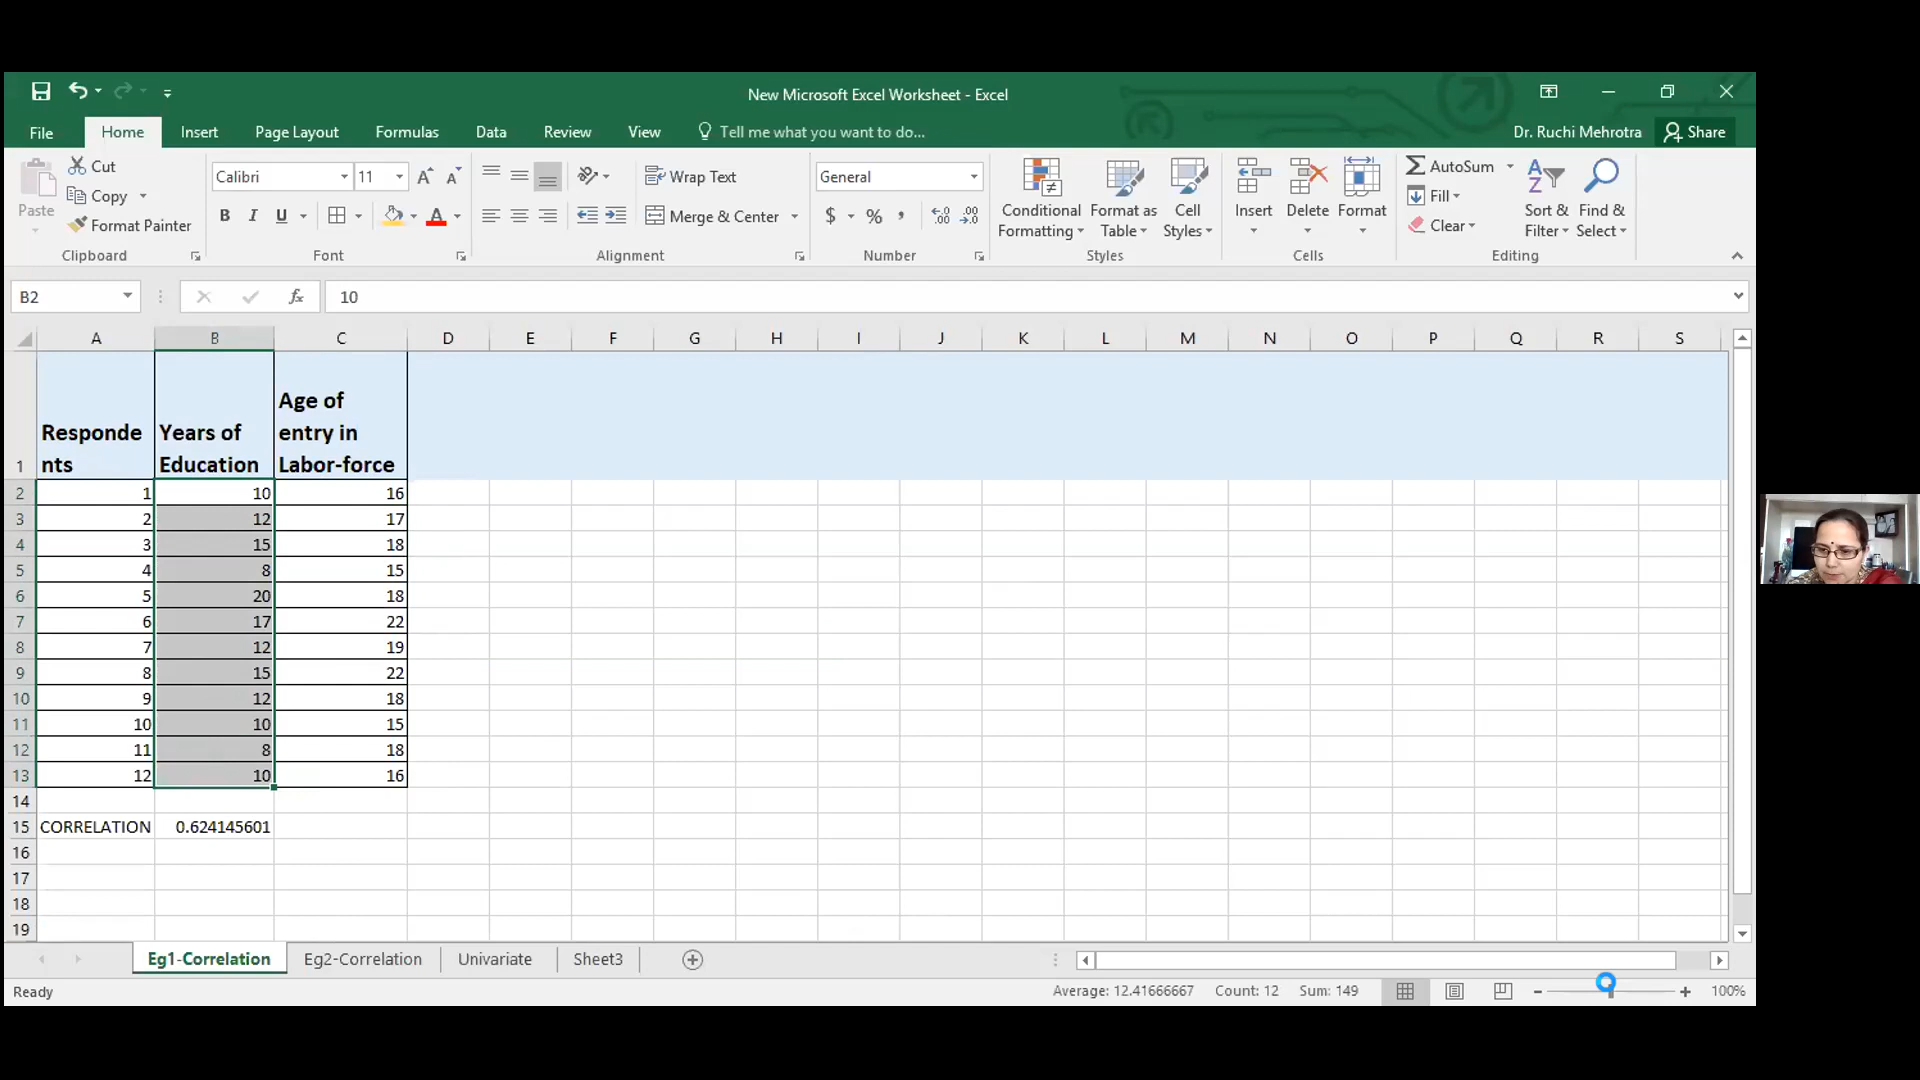 New Microsoft Excel Worksheet - Excel
File
Home
Insert
Page Layout
Formulas
Data
Review
View
Tell me what you want to do...
Dr. Ruchi Mehrotra
Share
Paste
Cut
Copy
Format Painter
Clipboard
Calibri
11
B I U
Font
Wrap Text
Merge & Center
Alignment
General
$ % ,
Number
Conditional
Formatting
Format as
Table
Cell
Styles
Styles
Insert
Delete
Format
Cells
AutoSum
Fill
Clear
Sort &
Filter
Find &
Select
Editing
B2
fx
10
A B C D E F G H I J K L M N O P Q R S
1
Responde
nts
Years of
Education
Age of
entry in
Labor-force
2 1 10 16
3 2 12 17
4 3 15 18
5 4 8 15
6 5 20 18
7 6 17 22
8 7 12 19
9 8 15 22
10 9 12 18
11 10 10 15
12 11 8 18
13 12 10 16
14
15 CORRELATION 0.624145601
16
17
18
19
Eg1-Correlation
Eg2-Correlation
Univariate
Sheet3
Ready
Average: 12.41666667
Count: 12
Sum: 149
100%